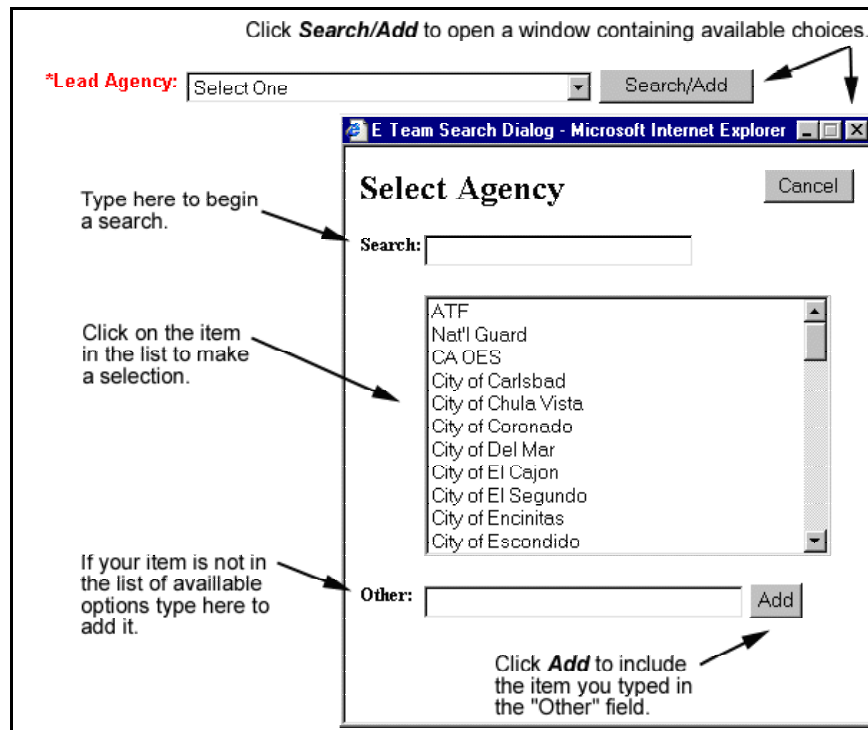 Click Search/Add to open a window containing available choices.
*Lead Agency: Select One Search/Add
E Team Search Dialog - Microsoft Internet Explorer
Select Agency
Cancel
Type here to begin
a search.
Search:
Click on the item
in the list to make
a selection.
ATF
Nat'l Guard
CA OES
City of Carlsbad
City of Chula Vista
City of Coronado
City of Del Mar
City of El Cajon
City of El Segundo
City of Encinitas
City of Escondido
If your item is not in
the list of availlable
options type here to
add it.
Other:
Add
Click Add to include
the item you typed in
the "Other" field.